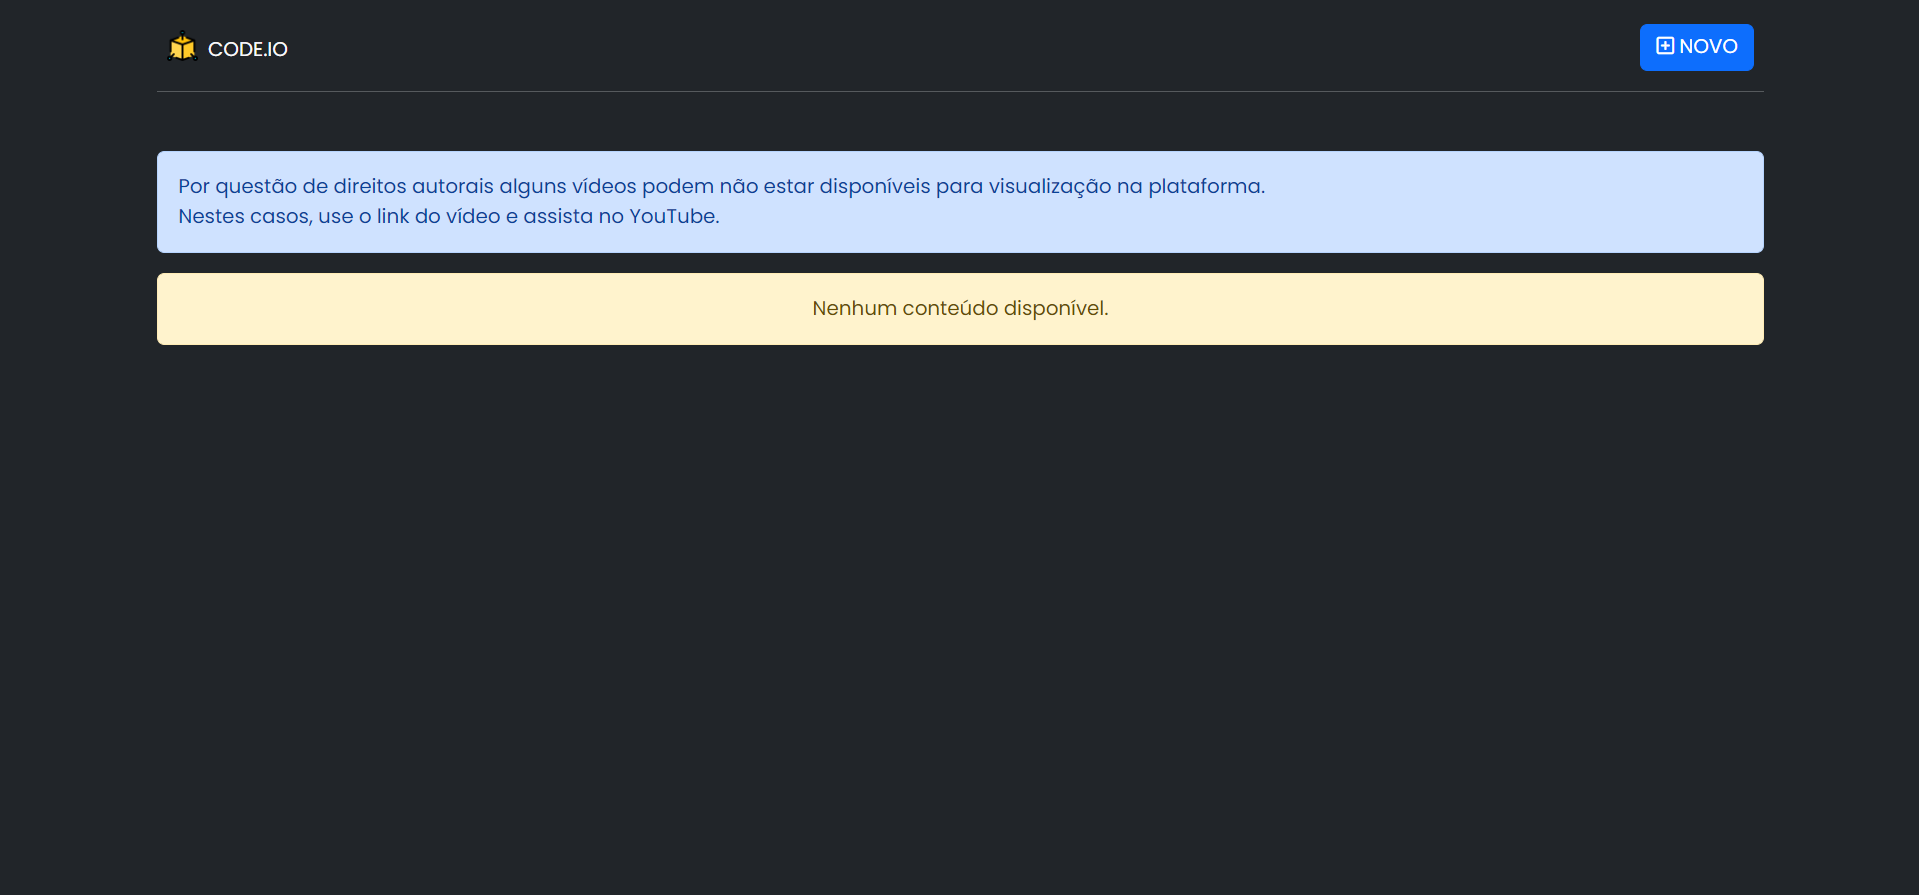 CODE.IO
NOVO
Por questão de direitos autorais alguns vídeos podem não estar disponíveis para visualização na plataforma.
Nestes casos, use o link do vídeo e assista no YouTube.
Nenhum conteúdo disponível.